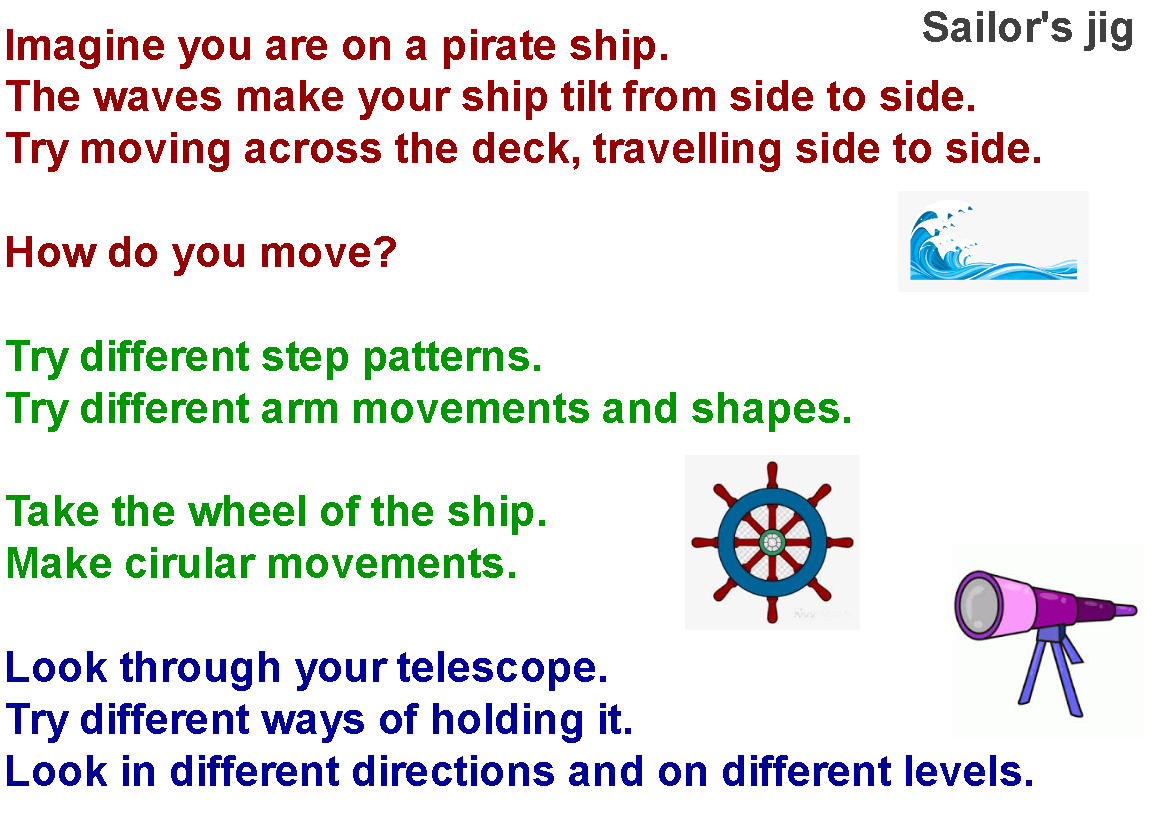 Sailor's jig
Imagine you are on a pirate ship.
The waves make your ship tilt from side to side.
Try moving across the deck, travelling side to side.
How do you move?
Try different step patterns.
Try different arm movements and shapes.
Take the wheel of the ship.
Make cirular movements.
Look through your telescope.
Try different ways of holding it.
Look in different directions and on different levels.